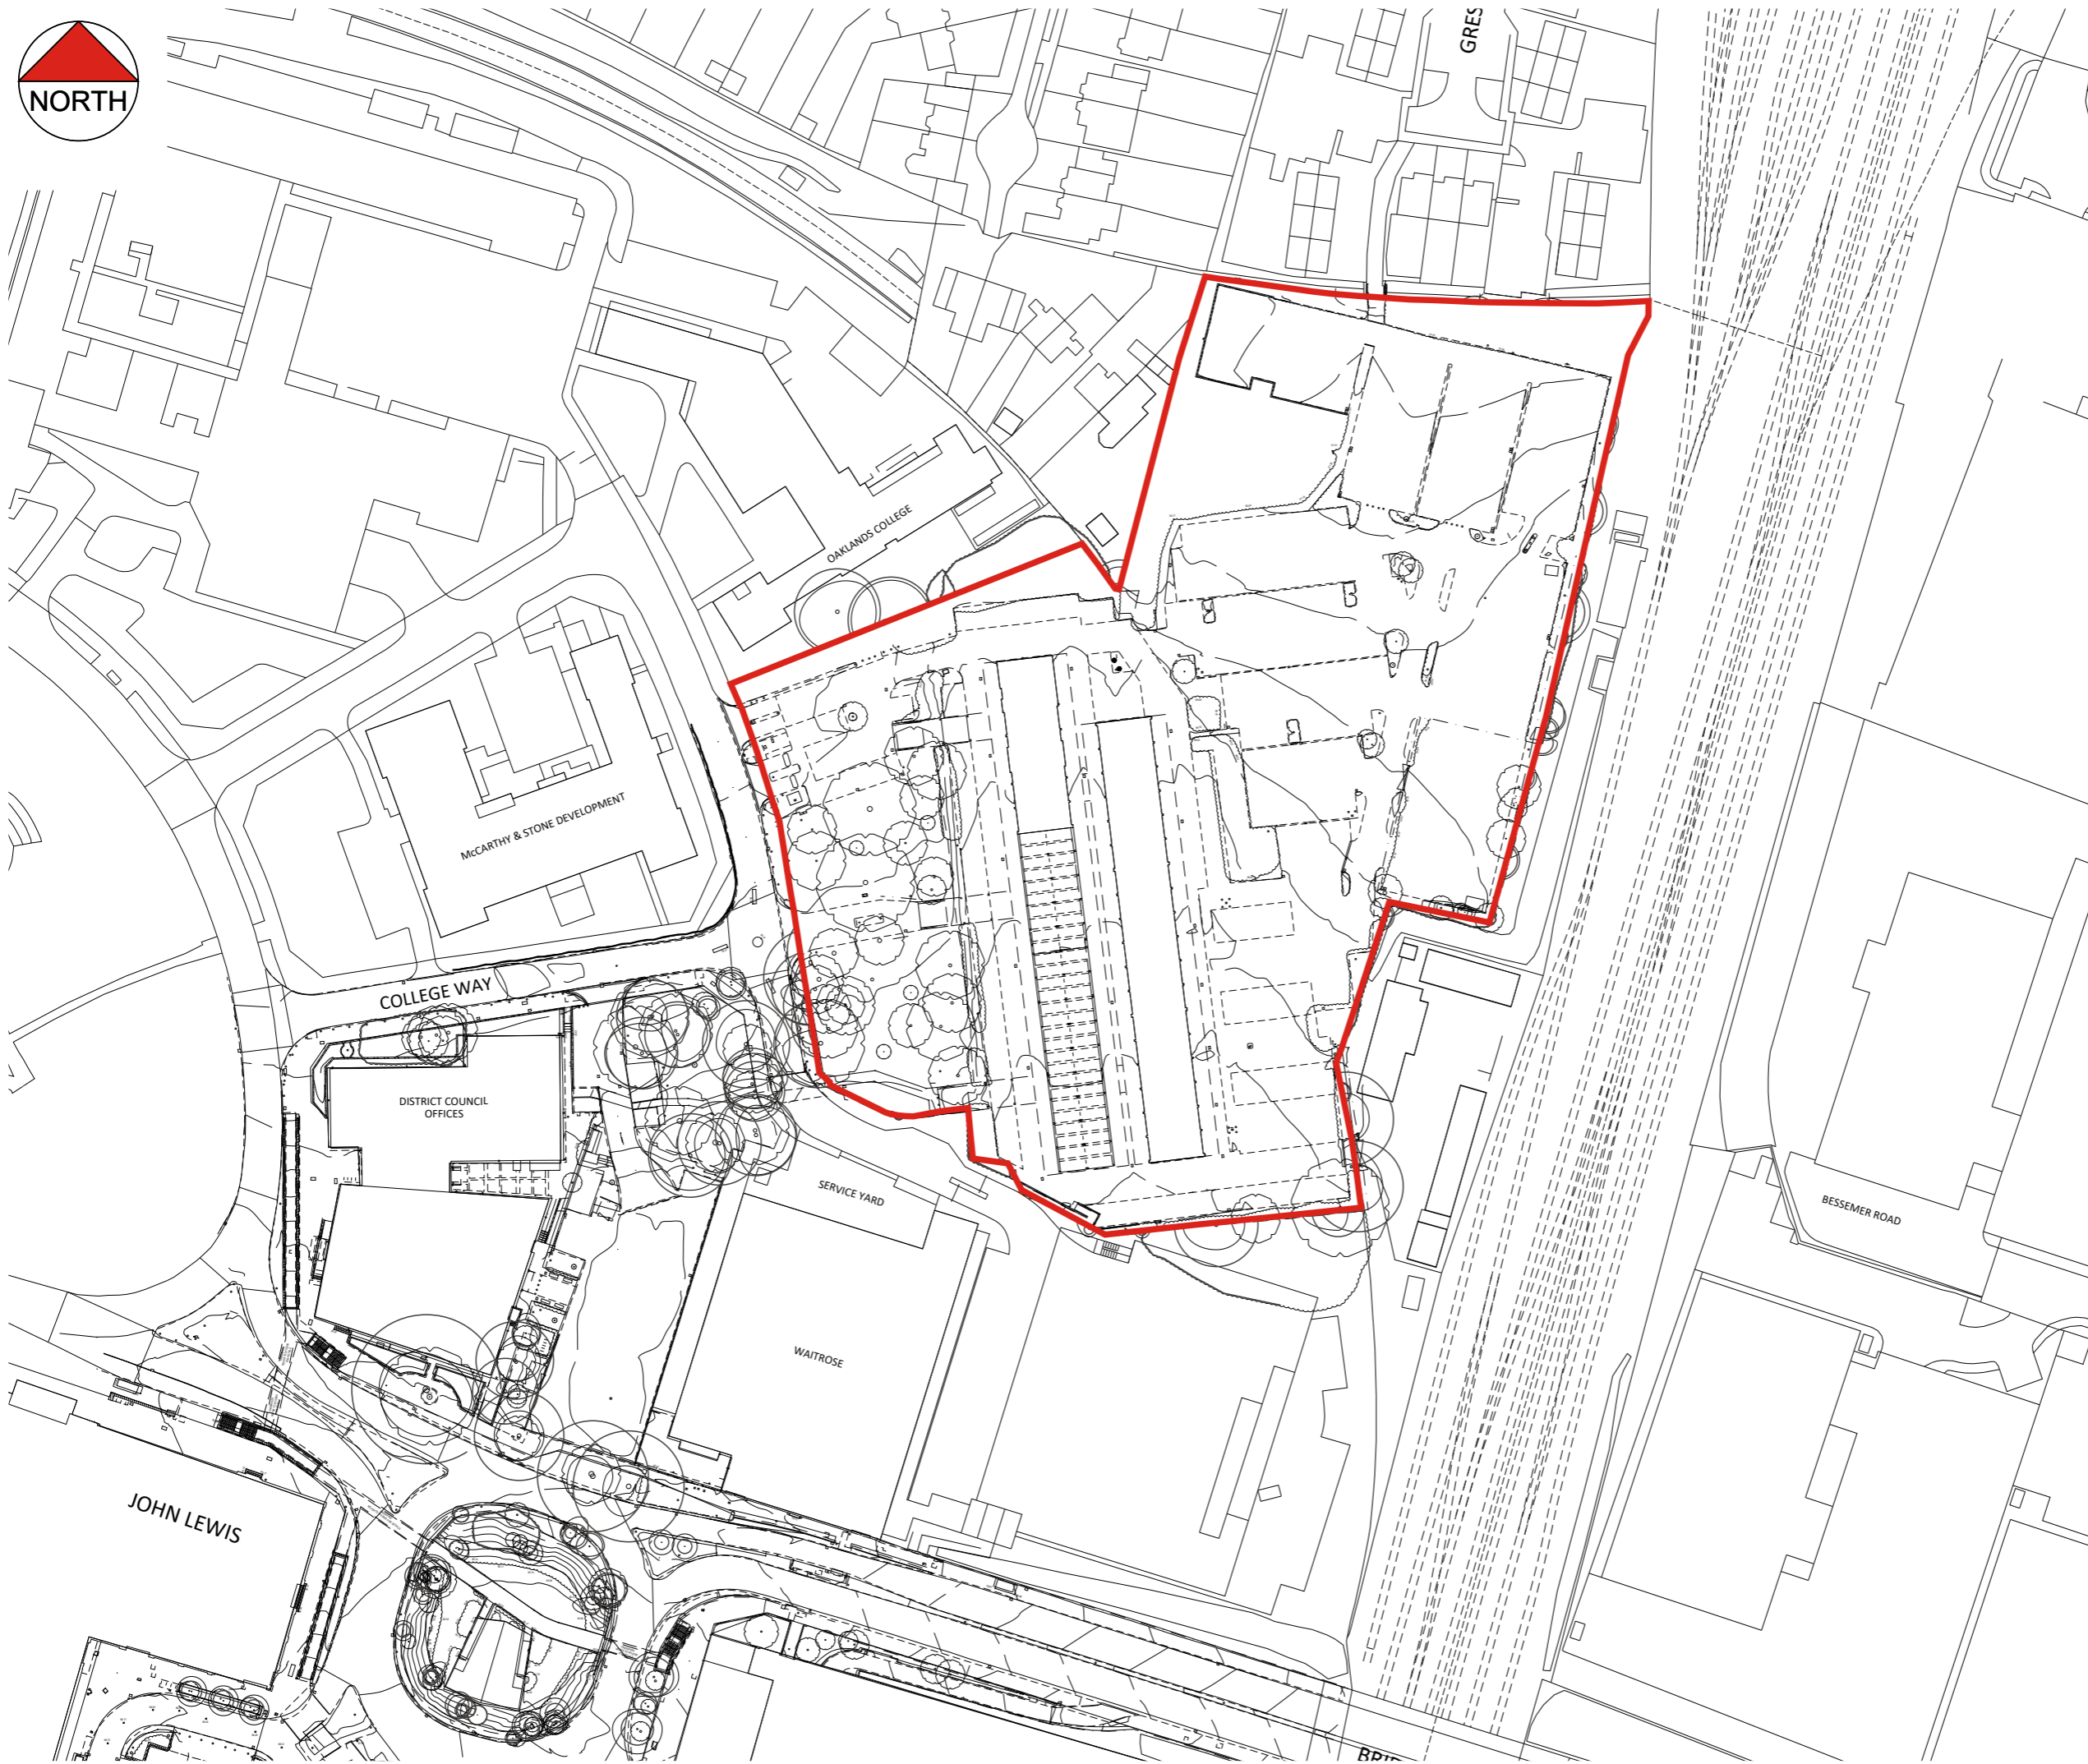 NORTH
GRES
OAKLANDS COLLEGE
McCARTHY & STONE DEVELOPMENT
COLLEGE WAY
DISTRICT COUNCIL
OFFICES
SERVICE YARD
BESSEMER ROAD
WAITROSE
JOHN LEWIS